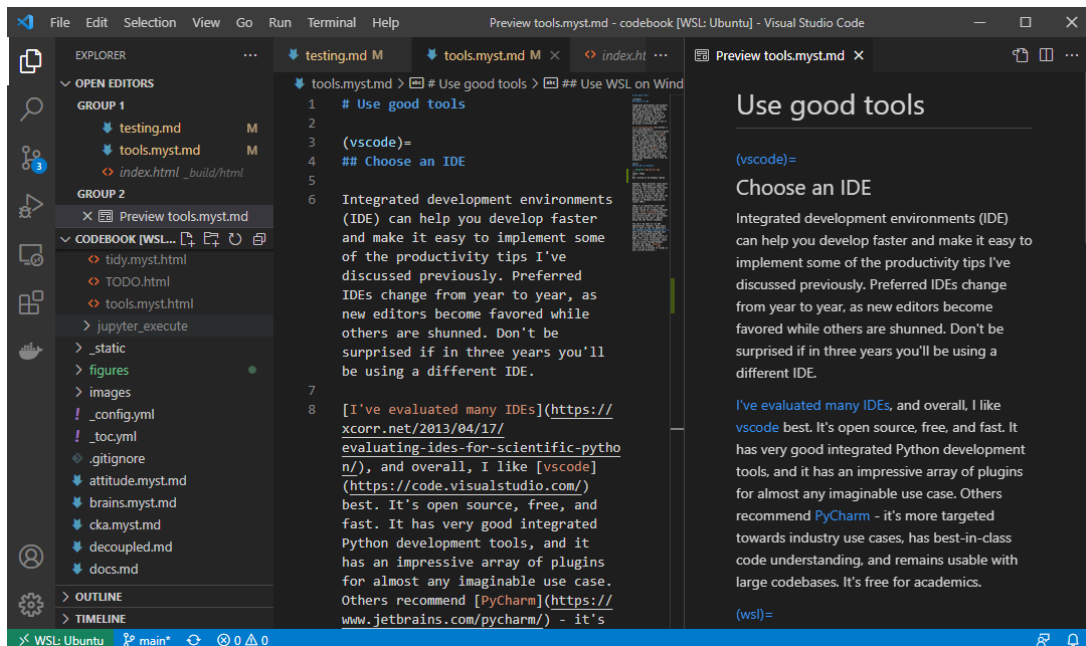 File Edit Selection View Go Run Terminal Help
Preview tools.myst.md - codebook [WSL: Ubuntu] - Visual Studio Code
EXPLORER
OPEN EDITORS
GROUP 1
testing.md M
tools.myst.md M
index.html _build/html
GROUP 2
Preview tools.myst.md
CODEBOOK [WSL...
tidy.myst.html
TODO.html
tools.myst.html
jupyter_execute
_static
figures
images
_config.yml
_toc.yml
.gitignore
attitude.myst.md
brains.myst.md
cka.myst.md
decoupled.md
docs.md
OUTLINE
TIMELINE
3
testing.md M
tools.myst.md M
index.ht
tools.myst.md > # Use good tools > ## Use WSL on Wind
1 # Use good tools
2
3 (vscode)=
4 ## Choose an IDE
5
6 Integrated development environments
(IDE) can help you develop faster
and make it easy to implement some
of the productivity tips I've
discussed previously. Preferred
IDEs change from year to year, as
new editors become favored while
others are shunned. Don't be
surprised if in three years you'll
be using a different IDE.
7
8 [I've evaluated many IDEs](https://
xcorr.net/2013/04/17/
evaluating-ides-for-scientific-pytho
n/), and overall, I like [vscode]
(https://code.visualstudio.com/)
best. It's open source, free, and
fast. It has very good integrated
Python development tools, and it
has an impressive array of plugins
for almost any imaginable use case.
Others recommend [PyCharm](https://
www.jetbrains.com/pycharm/) - it's
Preview tools.myst.md
Use good tools
(vscode)=
Choose an IDE
Integrated development environments (IDE)
can help you develop faster and make it easy to
implement some of the productivity tips I've
discussed previously. Preferred IDEs change
from year to year, as new editors become
favored while others are shunned. Don't be
surprised if in three years you'll be using a
different IDE.
I've evaluated many IDEs, and overall, I like
vscode best. It's open source, free, and fast. It
has very good integrated Python development
tools, and it has an impressive array of plugins
for almost any imaginable use case. Others
recommend PyCharm - it's more targeted
towards industry use cases, has best-in-class
code understanding, and remains usable with
large codebases. It's free for academics.
(wsl)=
WSL: Ubuntu main* 0 0